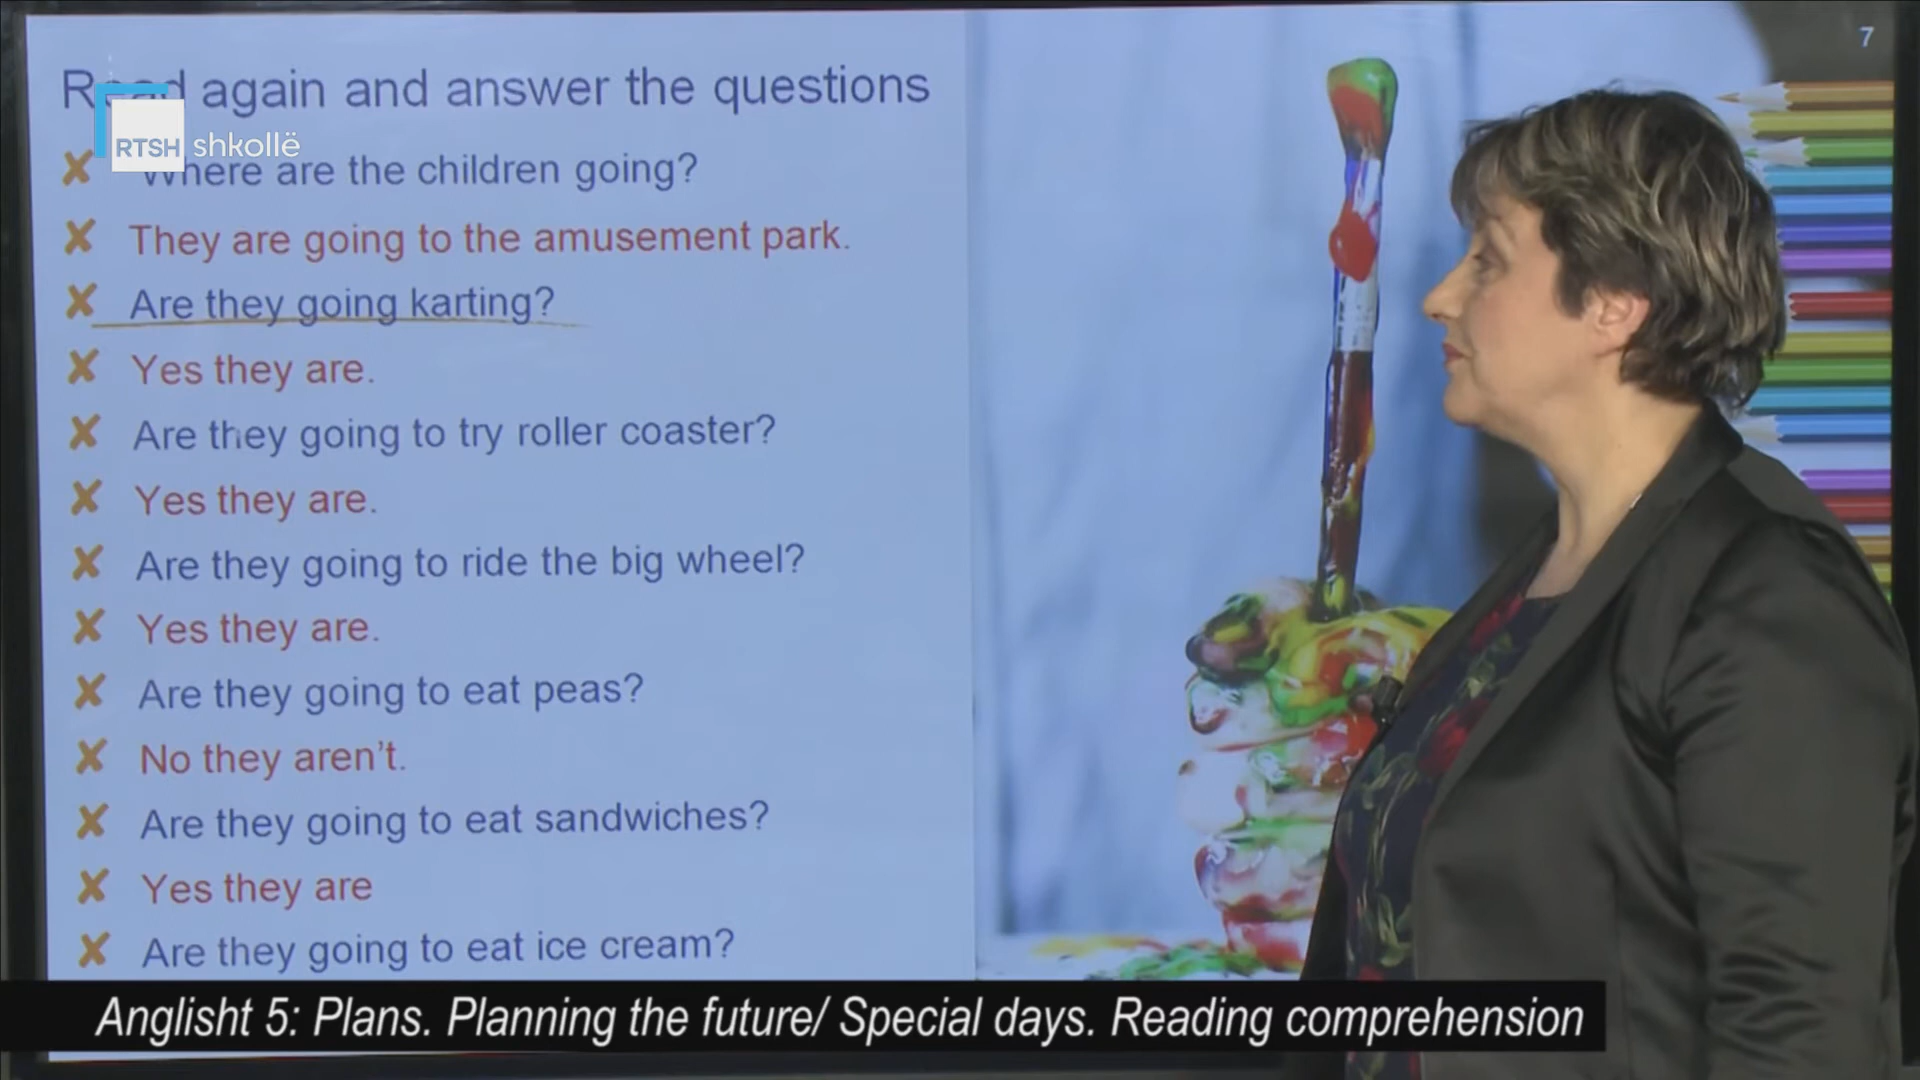 7
Read again and answer the questions
RTSH shkollë
Where are the children going?
They are going to the amusement park.
Are they going karting?
Yes they are.
Are they going to try roller coaster?
Yes they are.
Are they going to ride the big wheel?
Yes they are.
Are they going to eat peas?
No they aren't.
Are they going to eat sandwiches?
Yes they are
Are they going to eat ice cream?
Anglisht 5: Plans. Planning the future/ Special days. Reading comprehension